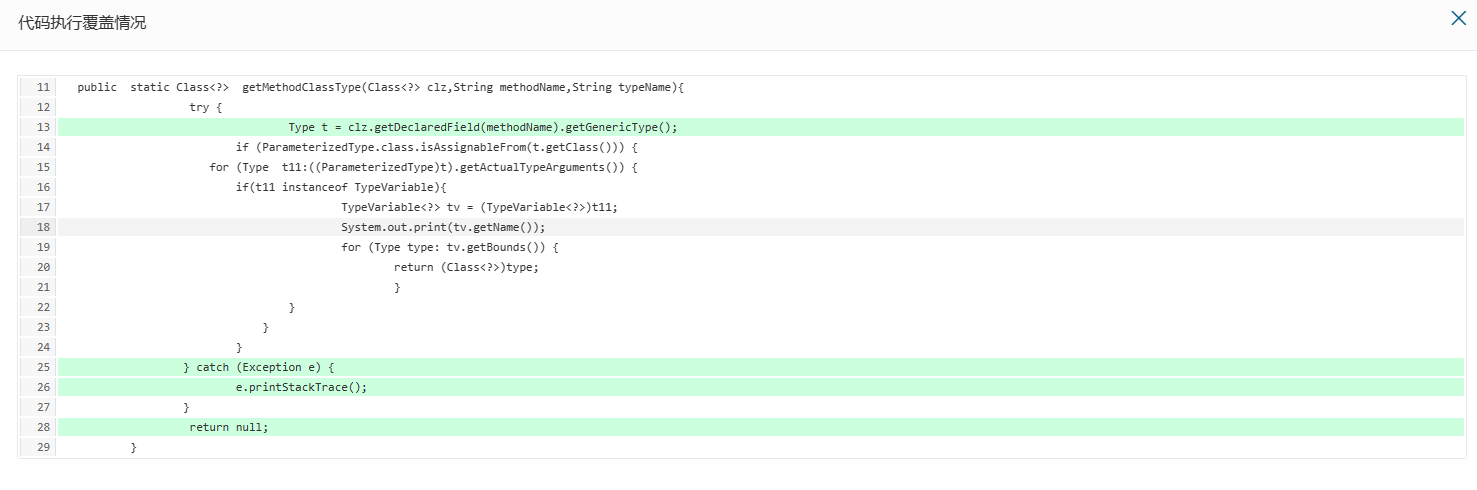 代码执行覆盖情况
11 public static Class<?> getMethodClassType(Class<?> clz,String methodName,String typeName){
12 try {
13 Type t = clz.getDeclaredField(methodName).getGenericType();
14 if (ParameterizedType.class.isAssignableFrom(t.getClass())) {
15 for (Type t11:((ParameterizedType)t).getActualTypeArguments()) {
16 if(t11 instanceof TypeVariable){
17 TypeVariable<?> tv = (TypeVariable<?>)t11;
18 System.out.print(tv.getName());
19 for (Type type: tv.getBounds()) {
20 return (Class<?>)type;
21 }
22 }
23 }
24 }
25 } catch (Exception e) {
26 e.printStackTrace();
27 }
28 return null;
29 }